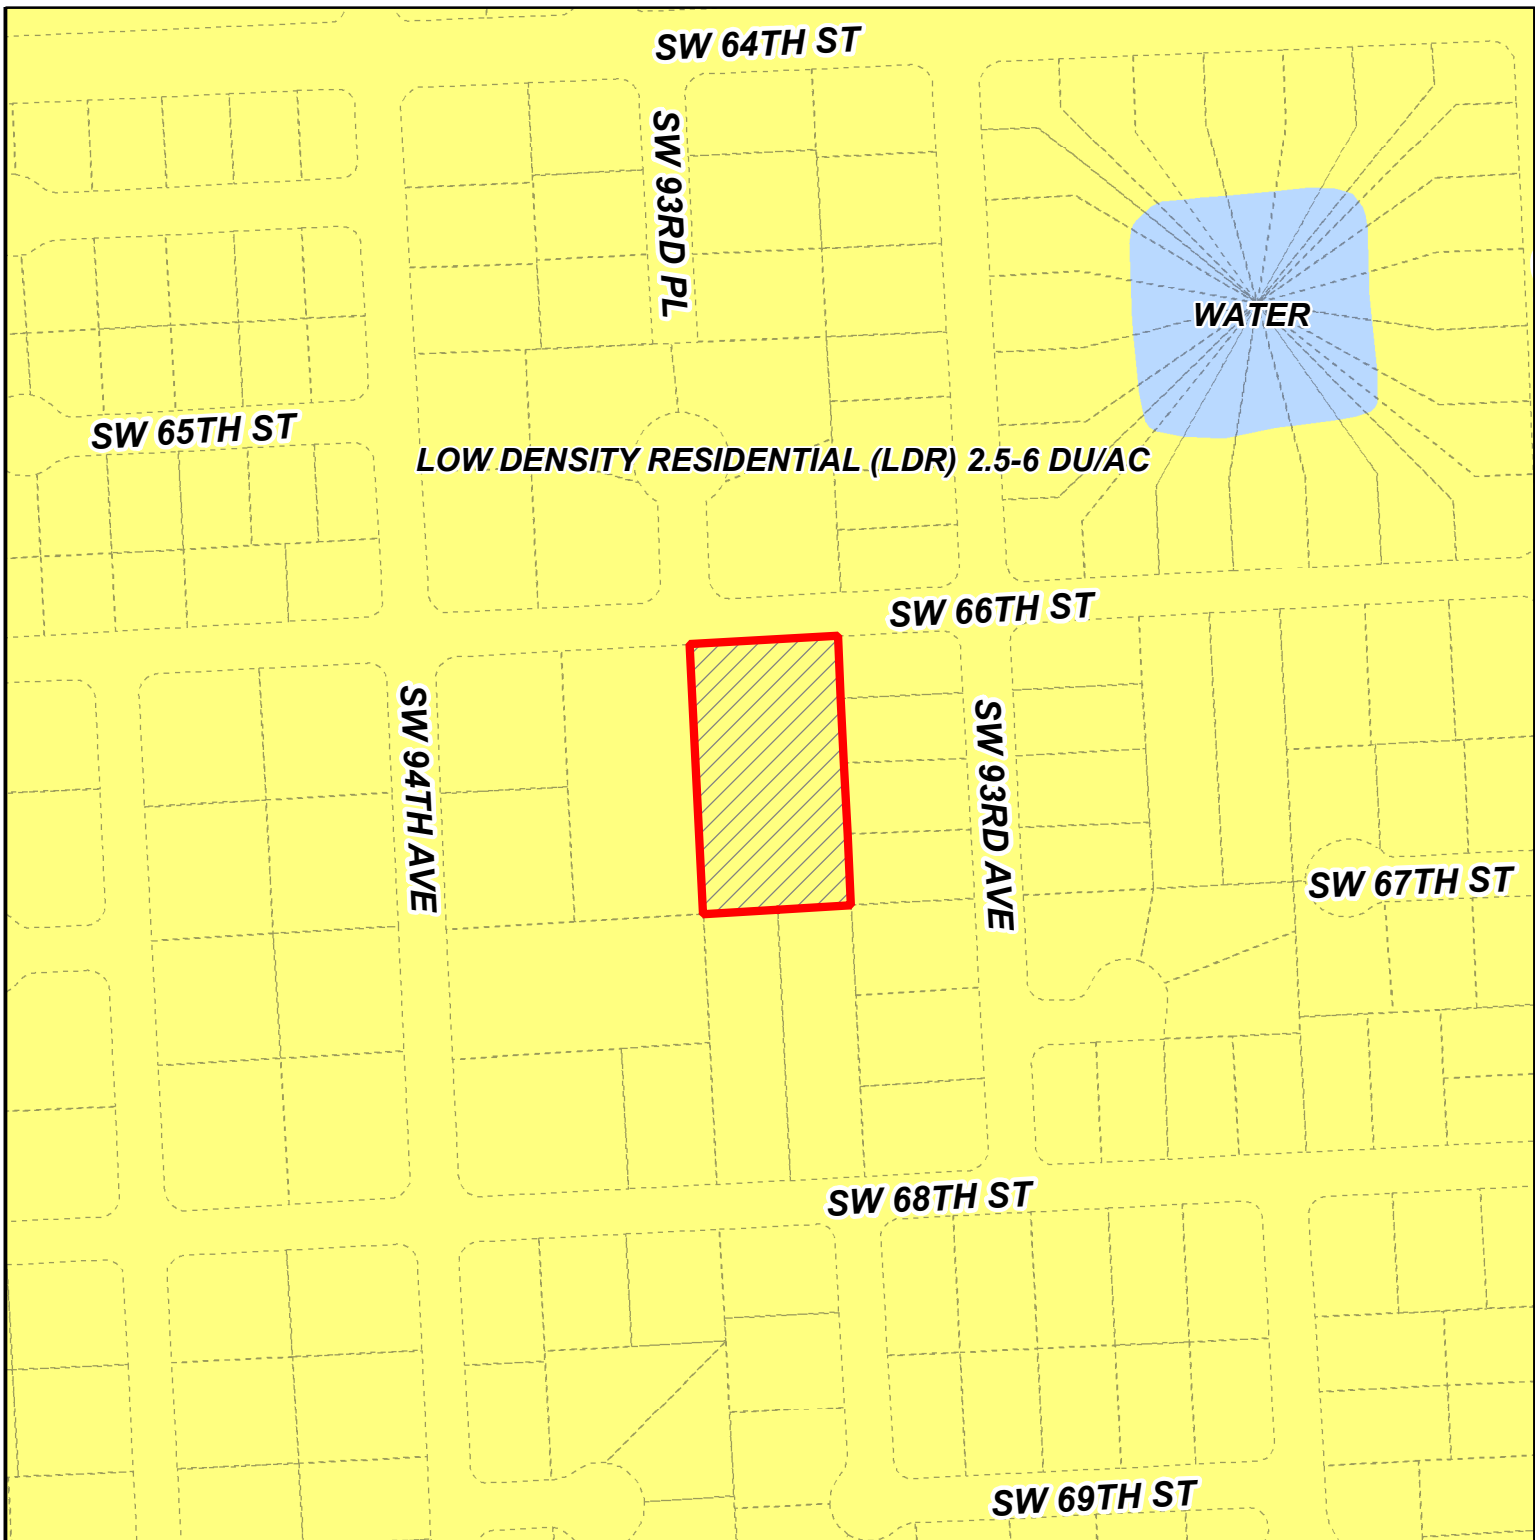 SW 64TH ST
SW 93RD PL
WATER
SW 65TH ST
LOW DENSITY RESIDENTIAL (LDR) 2.5-6 DU/AC
SW 66TH ST
SW 94TH AVE
SW 93RD AVE
SW 67TH ST
SW 68TH ST
SW 69TH ST